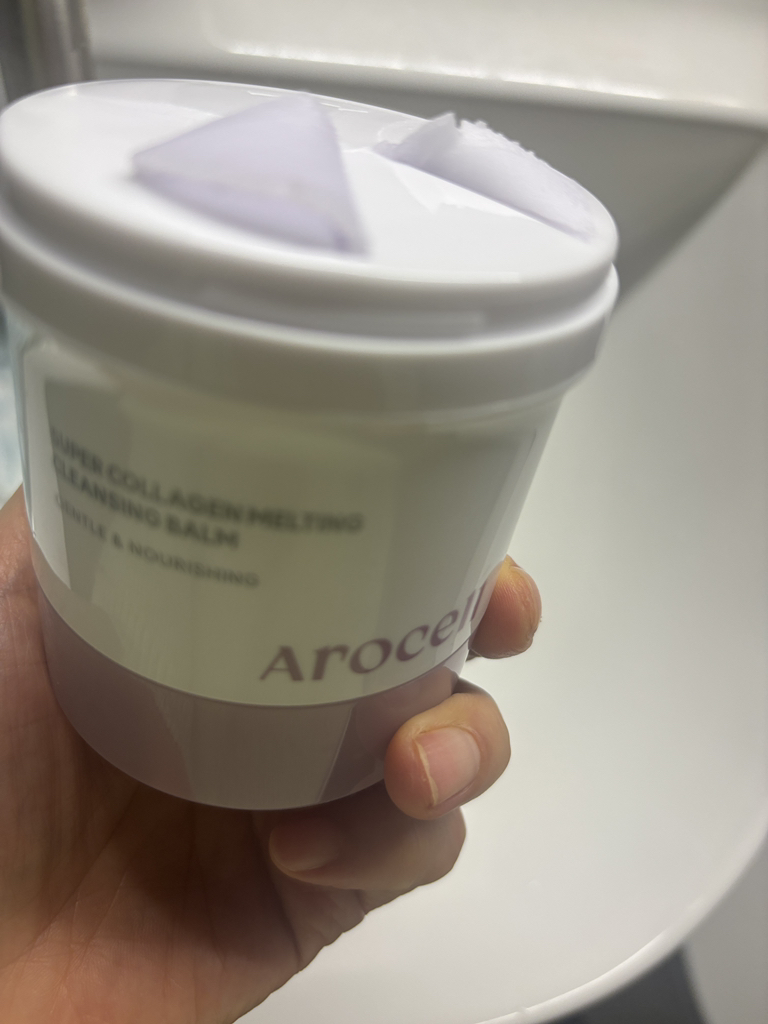 SUPER COLLAGEN MELTING
CLEANSING BALM
GENTLE & NOURISHING
Arocell